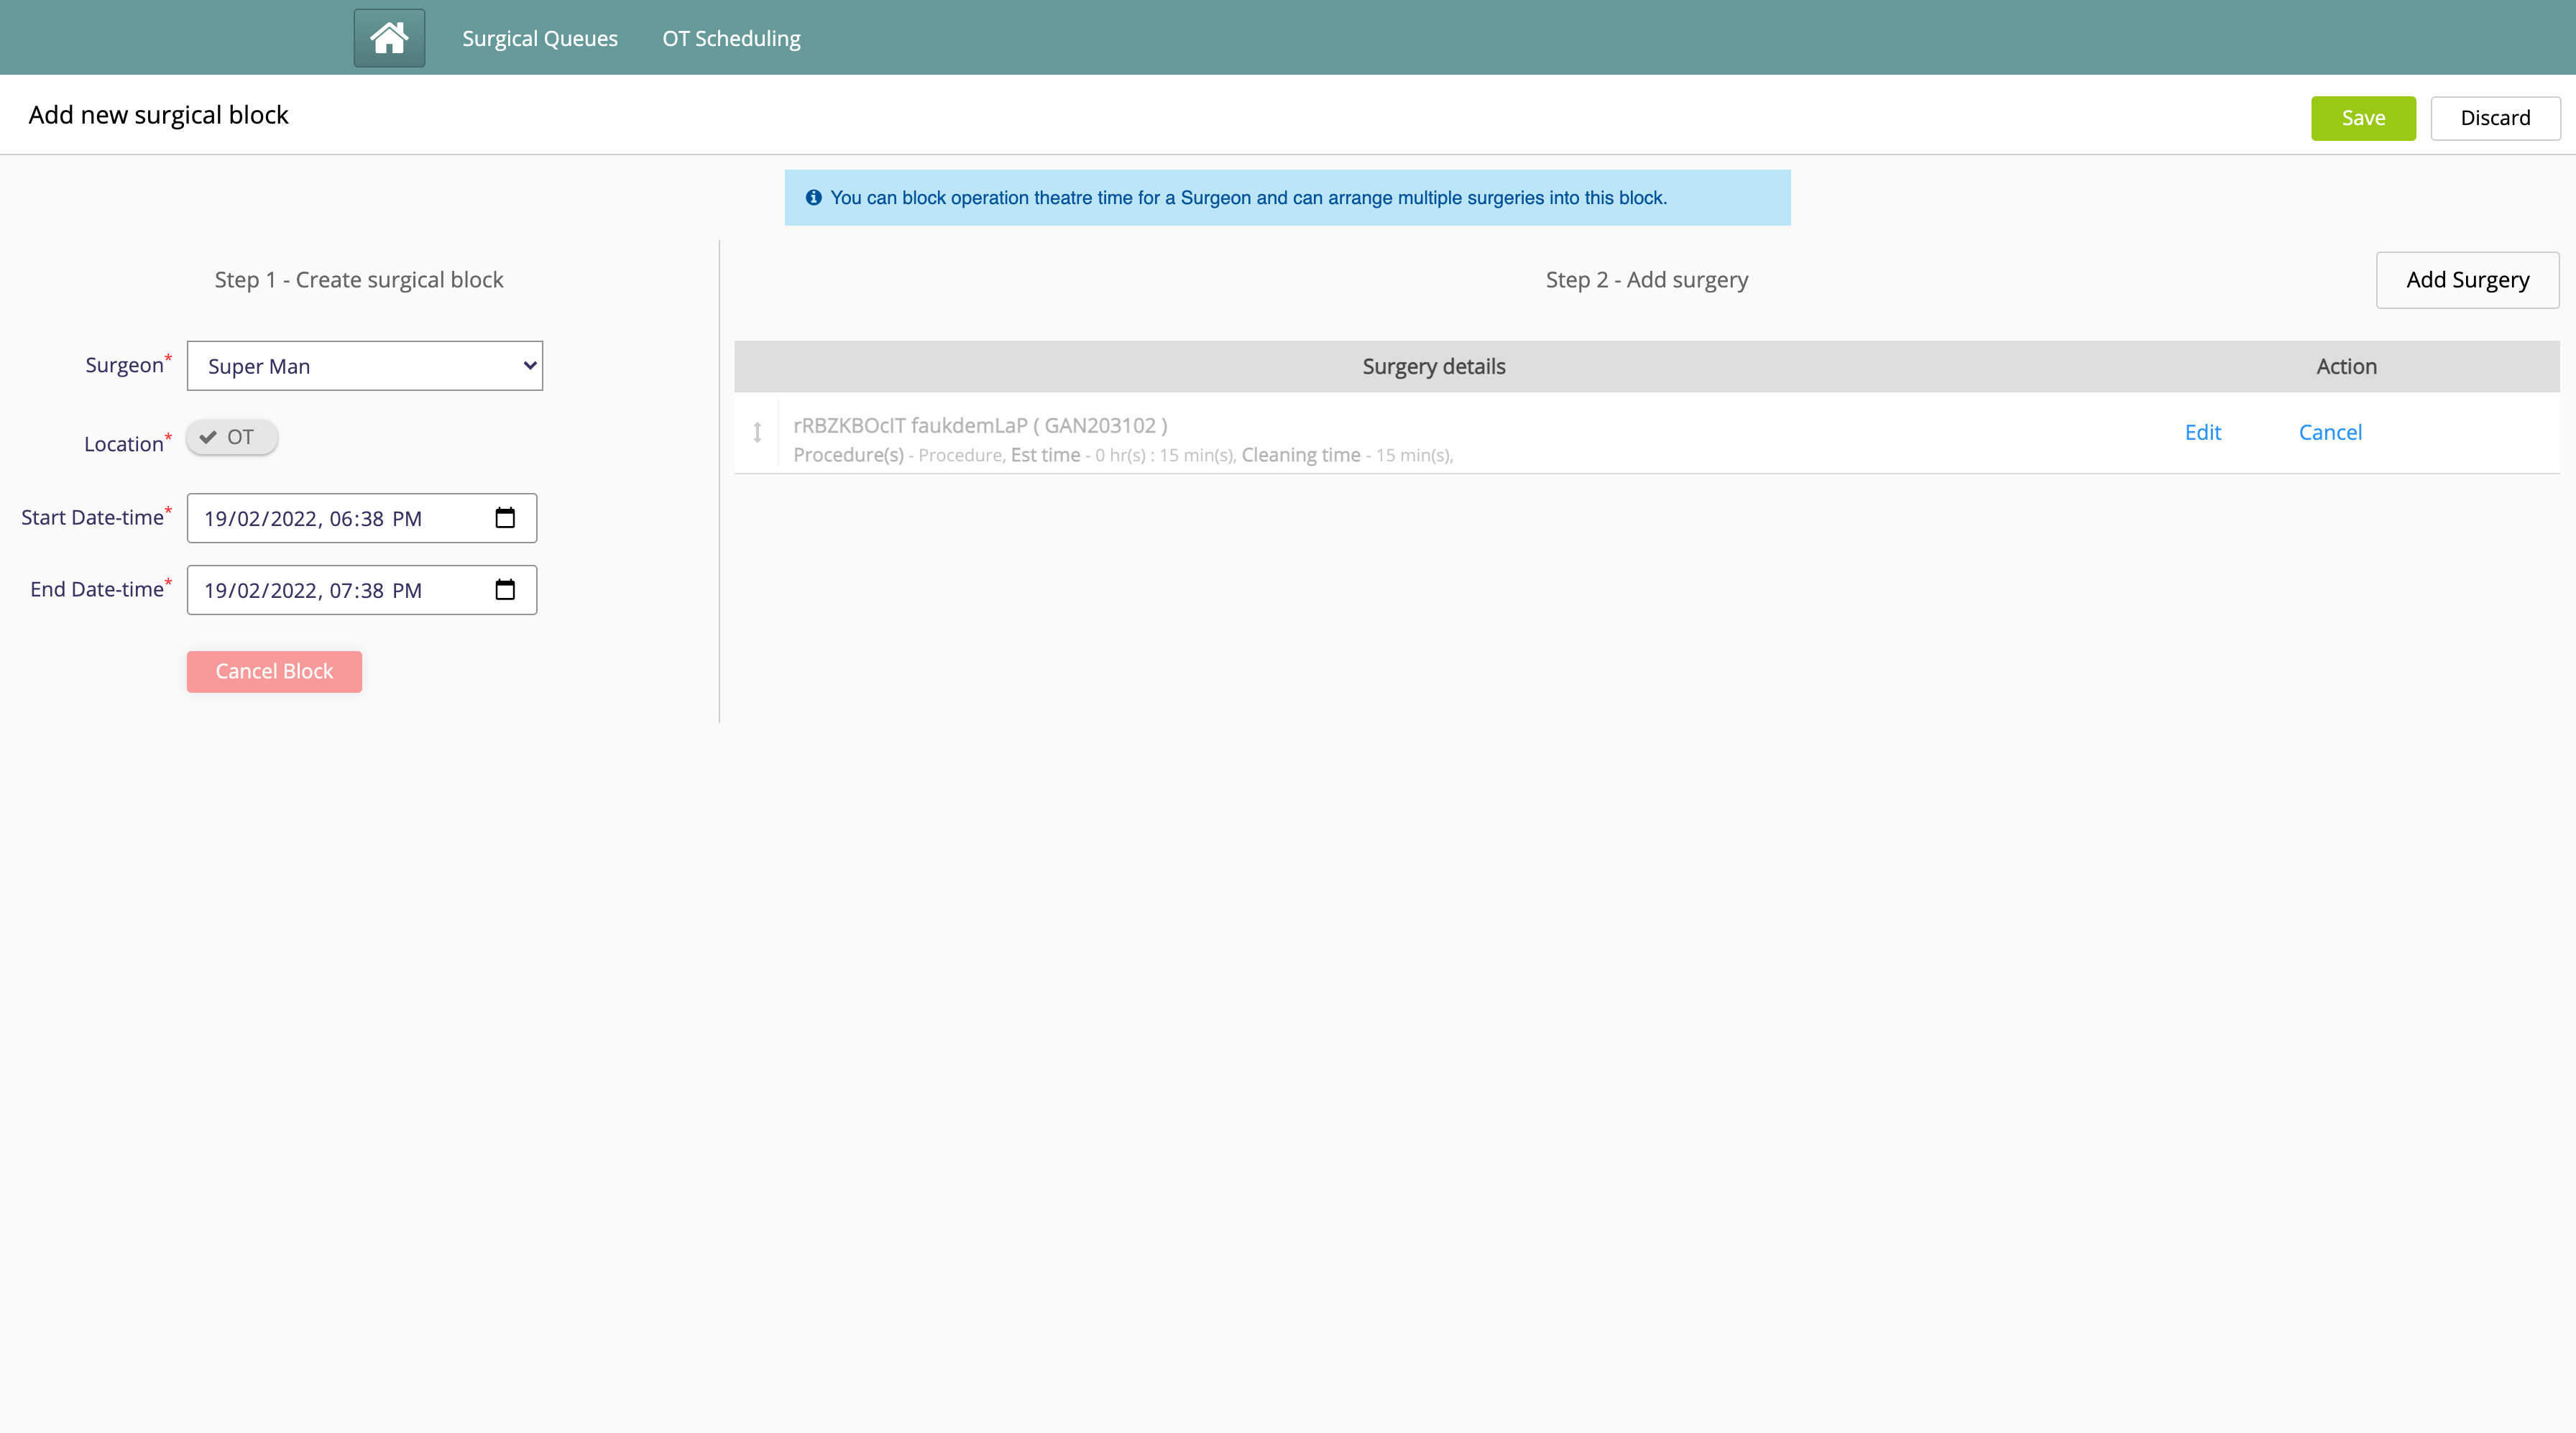 Surgical Queues OT Scheduling
Add new surgical block
Save Discard
You can block operation theatre time for a Surgeon and can arrange multiple surgeries into this block.
Step 1 - Create surgical block
Surgeon* Super Man
Location* OT
Start Date-time* 19/02/2022, 06:38 PM
End Date-time* 19/02/2022, 07:38 PM
Cancel Block
Step 2 - Add surgery
Add Surgery
Surgery details Action
rRBZKBOcIT faukdemLaP ( GAN203102 )
Procedure(s) - Procedure, Est time - 0 hr(s) : 15 min(s), Cleaning time - 15 min(s),
Edit Cancel